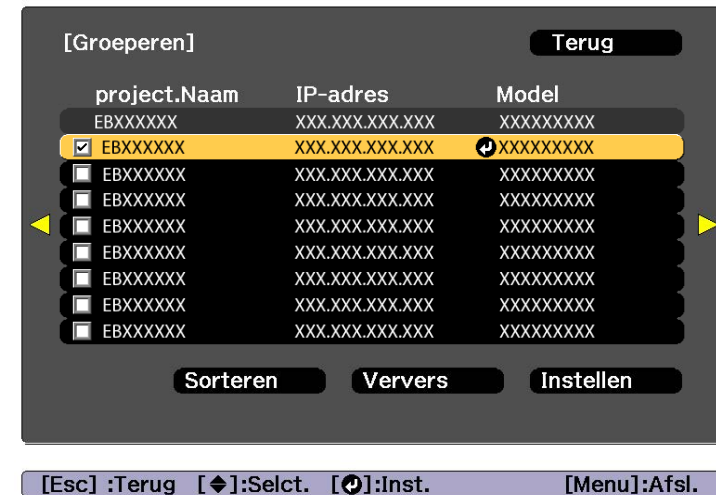 [Groeperen] Terug
project.Naam IP-adres Model
EBXXXXXX XXX.XXX.XXX.XXX XXXXXXXXX
EBXXXXXX XXX.XXX.XXX.XXX XXXXXXXXX
EBXXXXXX XXX.XXX.XXX.XXX XXXXXXXXX
EBXXXXXX XXX.XXX.XXX.XXX XXXXXXXXX
EBXXXXXX XXX.XXX.XXX.XXX XXXXXXXXX
EBXXXXXX XXX.XXX.XXX.XXX XXXXXXXXX
EBXXXXXX XXX.XXX.XXX.XXX XXXXXXXXX
EBXXXXXX XXX.XXX.XXX.XXX XXXXXXXXX
EBXXXXXX XXX.XXX.XXX.XXX XXXXXXXXX
Sorteren Ververs Instellen
[Esc] :Terug [◆]:Selct. [⏎]:Inst. [Menu]:Afsl.